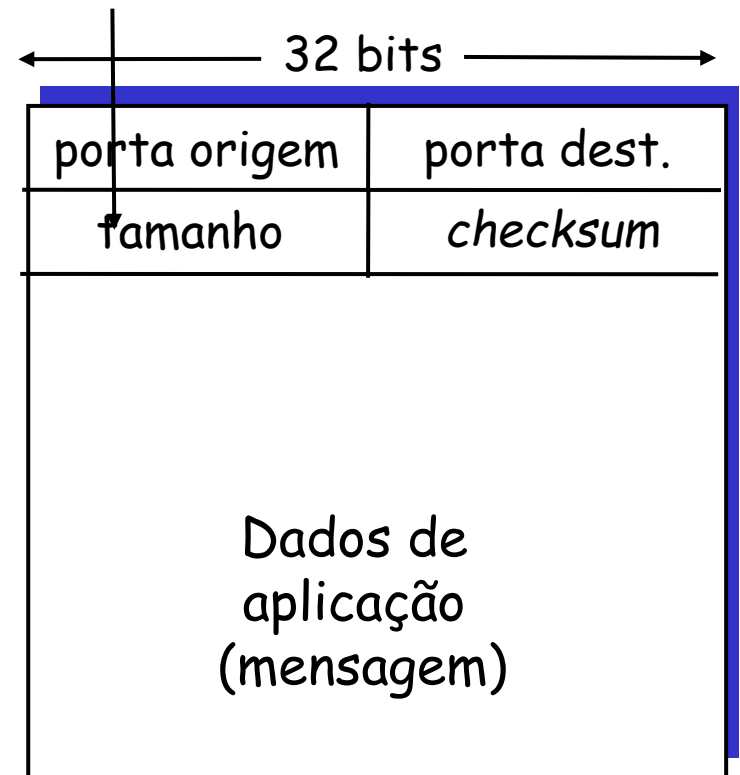 32 bits
porta origem
porta dest.
tamanho
checksum
Dados de
aplicação
(mensagem)